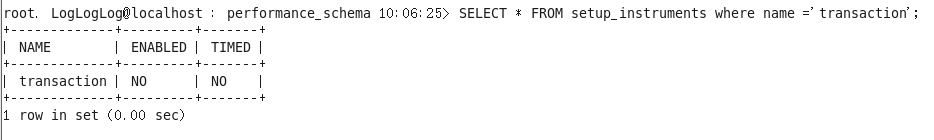 root. LogLogLog@localhost : performance_schema 10:06:25> SELECT * FROM setup_instruments where name ='transaction';
+-------------+---------+-------+
| NAME        | ENABLED | TIMED |
+-------------+---------+-------+
| transaction | NO      | NO    |
+-------------+---------+-------+
1 row in set (0.00 sec)